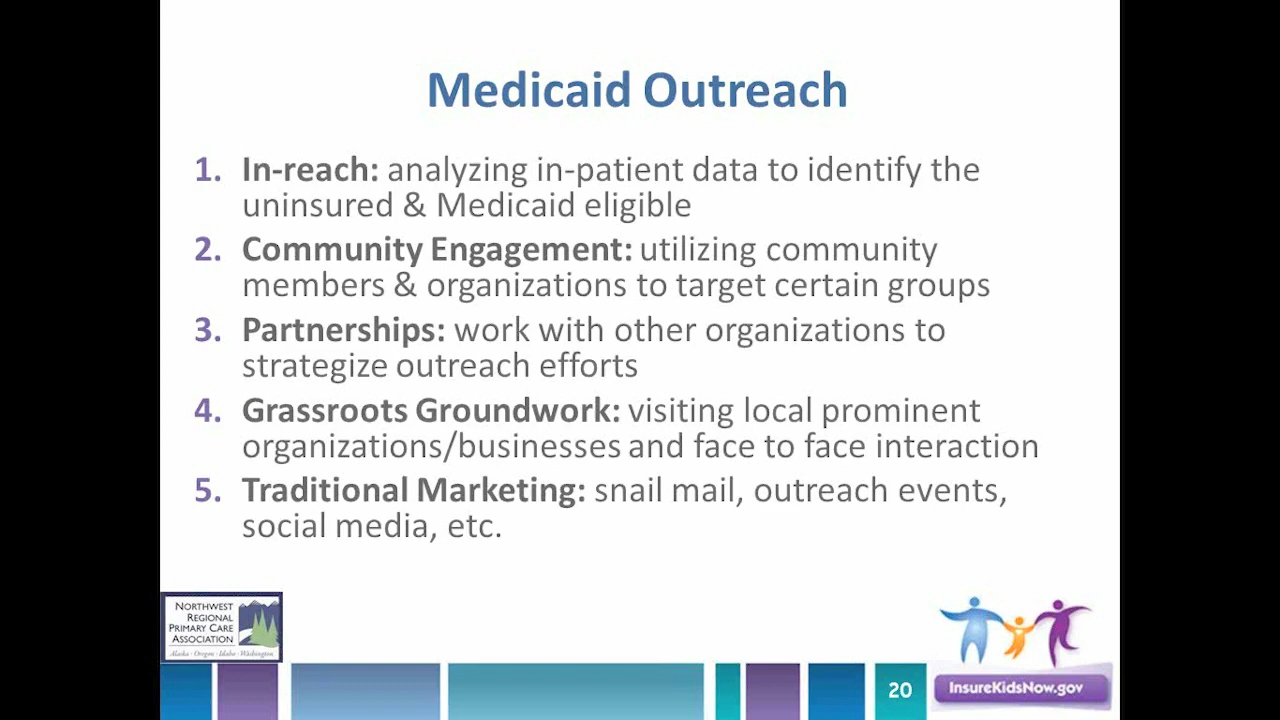 Medicaid Outreach
1. In-reach: analyzing in-patient data to identify the
uninsured & Medicaid eligible
2. Community Engagement: utilizing community
members & organizations to target certain groups
3. Partnerships: work with other organizations to
strategize outreach efforts
4. Grassroots Groundwork: visiting local prominent
organizations/businesses and face to face interaction
5. Traditional Marketing: snail mail, outreach events,
social media, etc.
NORTHWEST
REGIONAL
PRIMARY CARE
ASSOCIATION
Alaska · Oregon · Idaho · Washington
20
InsureKidsNow.gov